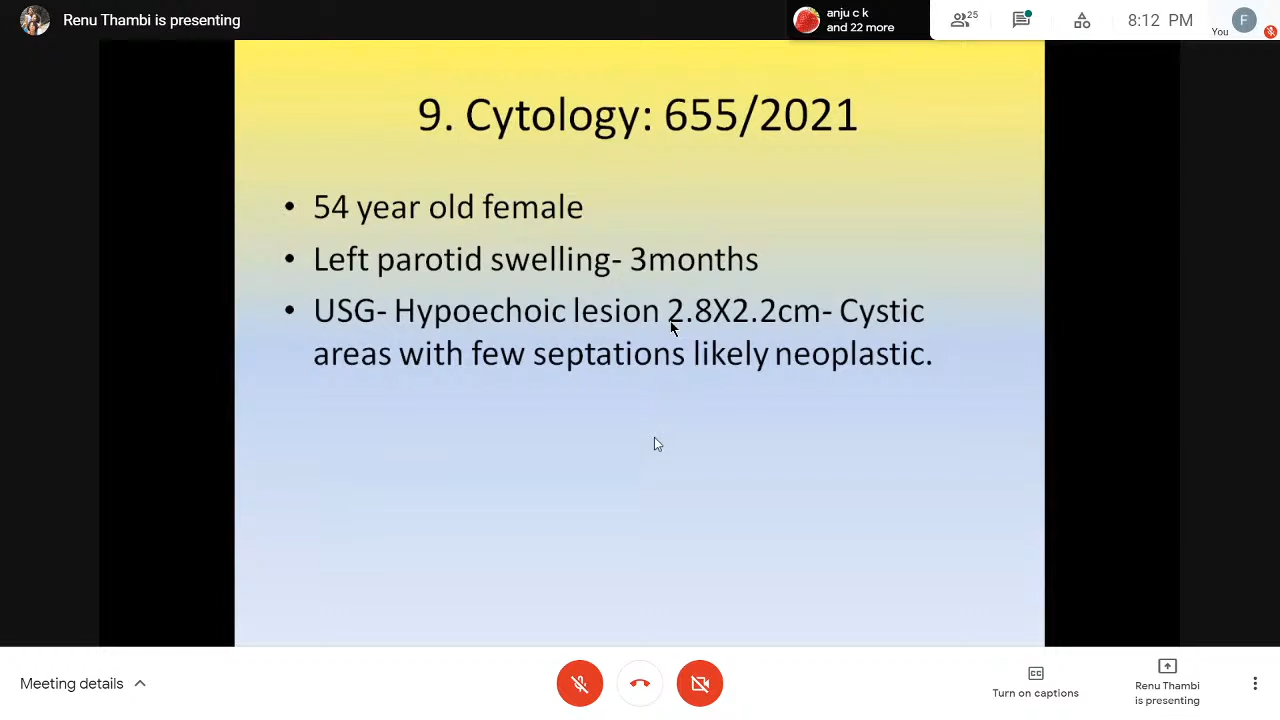 Renu Thambi is presenting
anju c k
and 22 more
25
8:12 PM
You
F
9. Cytology: 655/2021
• 54 year old female
• Left parotid swelling- 3months
• USG- Hypoechoic lesion 2.8X2.2cm- Cystic
areas with few septations likely neoplastic.
Meeting details
CC
Turn on captions
Renu Thambi
is presenting